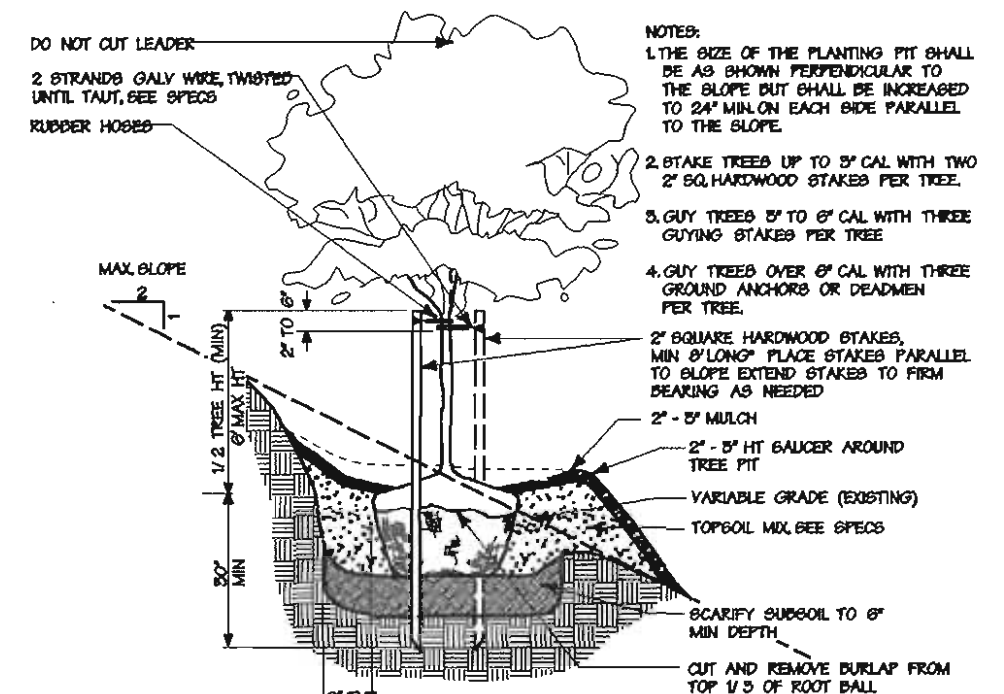 DO NOT CUT LEADER
2 STRANDS GALV WIRE, TWISTED
UNTIL TAUT, SEE SPECS
RUBBER HOSES
MAX. SLOPE
2
1
2" TO 6"
1/2 TREE HT (MIN)
6' MAX HT
30"
MIN
NOTES:
1. THE SIZE OF THE PLANTING PIT SHALL
BE AS SHOWN PERPENDICULAR TO
THE SLOPE BUT SHALL BE INCREASED
TO 24" MIN. ON EACH SIDE PARALLEL
TO THE SLOPE.
2. STAKE TREES UP TO 3" CAL WITH TWO
2" SQ. HARDWOOD STAKES PER TREE.
3. GUY TREES 3" TO 6" CAL WITH THREE
GUYING STAKES PER TREE
4. GUY TREES OVER 6" CAL WITH THREE
GROUND ANCHORS OR DEADMEN
PER TREE.
2" SQUARE HARDWOOD STAKES,
MIN 8' LONG" PLACE STAKES PARALLEL
TO SLOPE EXTEND STAKES TO FIRM
BEARING AS NEEDED
2" - 3" MULCH
2" - 3" HT SAUCER AROUND
TREE PIT
VARIABLE GRADE (EXISTING)
TOPSOIL MIX, SEE SPECS
SCARIFY SUBSOIL TO 6"
MIN DEPTH
CUT AND REMOVE BURLAP FROM
TOP 1/3 OF ROOT BALL